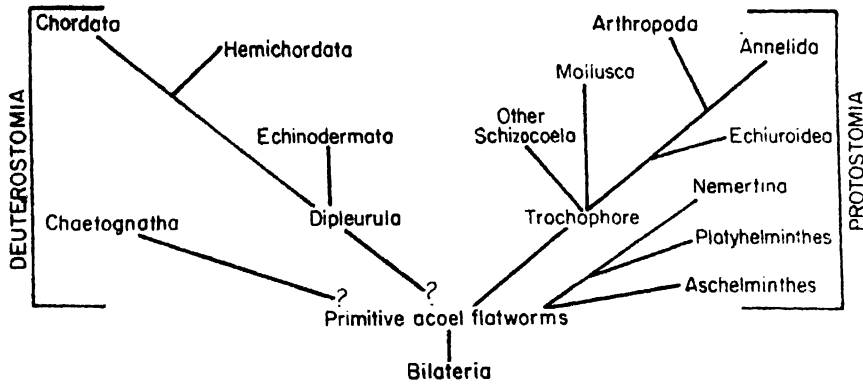 Chordata
Hemichordata
Echinodermata
Chaetognatha
Dipleurula
DEUTEROSTOMIA
Arthropoda
Annelida
Mollusca
Other
Schizocoela
Echiuroidea
Nemertina
Trochophore
Platyhelminthes
Aschelminthes
PROTOSTOMIA
?
?
Primitive acoel flatworms
Bilateria